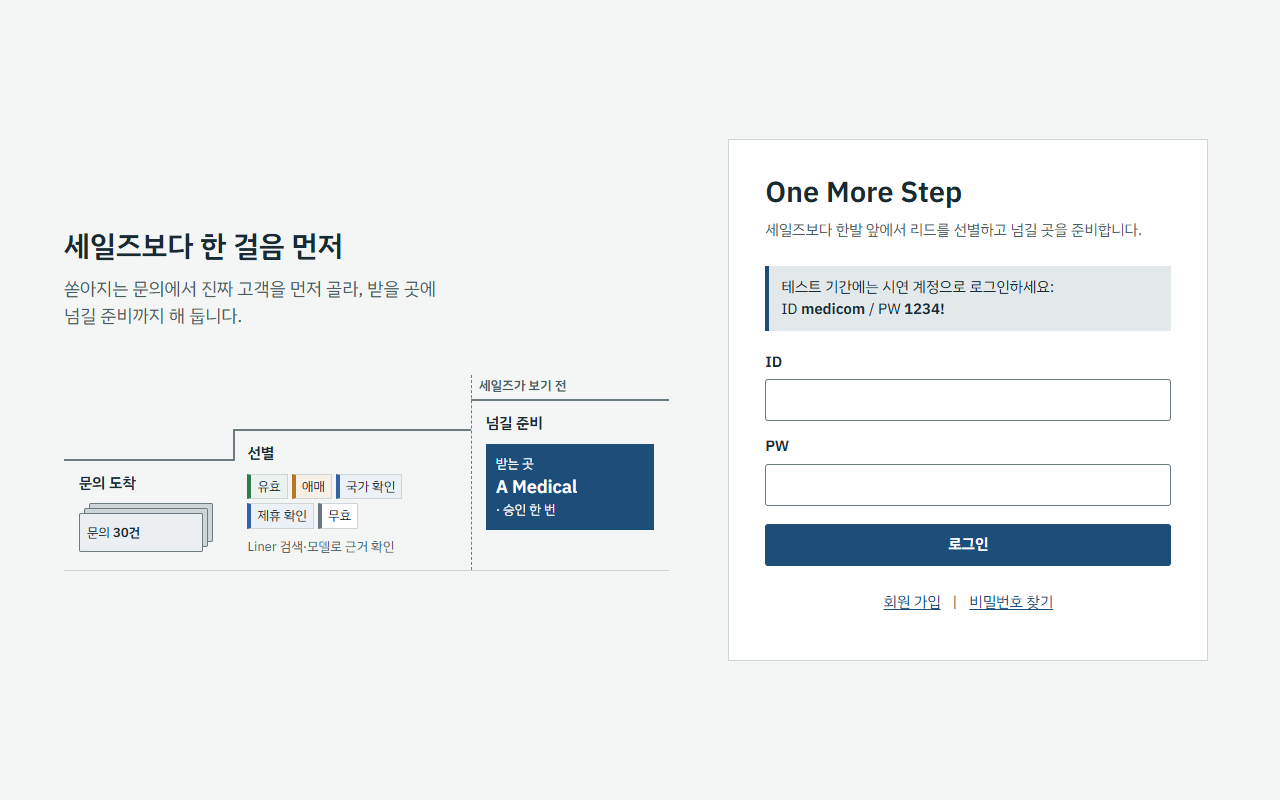 세일즈보다 한 걸음 먼저
쏟아지는 문의에서 진짜 고객을 먼저 골라, 받을 곳에
넘길 준비까지 해 둡니다.
세일즈가 보기 전
문의 도착
문의 30건
선별
유효
애매
국가 확인
제휴 확인
무효
Liner 검색·모델로 근거 확인
넘길 준비
받는 곳
A Medical
· 승인 한 번
One More Step
세일즈보다 한발 앞에서 리드를 선별하고 넘길 곳을 준비합니다.
테스트 기간에는 시연 계정으로 로그인하세요:
ID medicom / PW 1234!
ID
PW
로그인
회원 가입 | 비밀번호 찾기